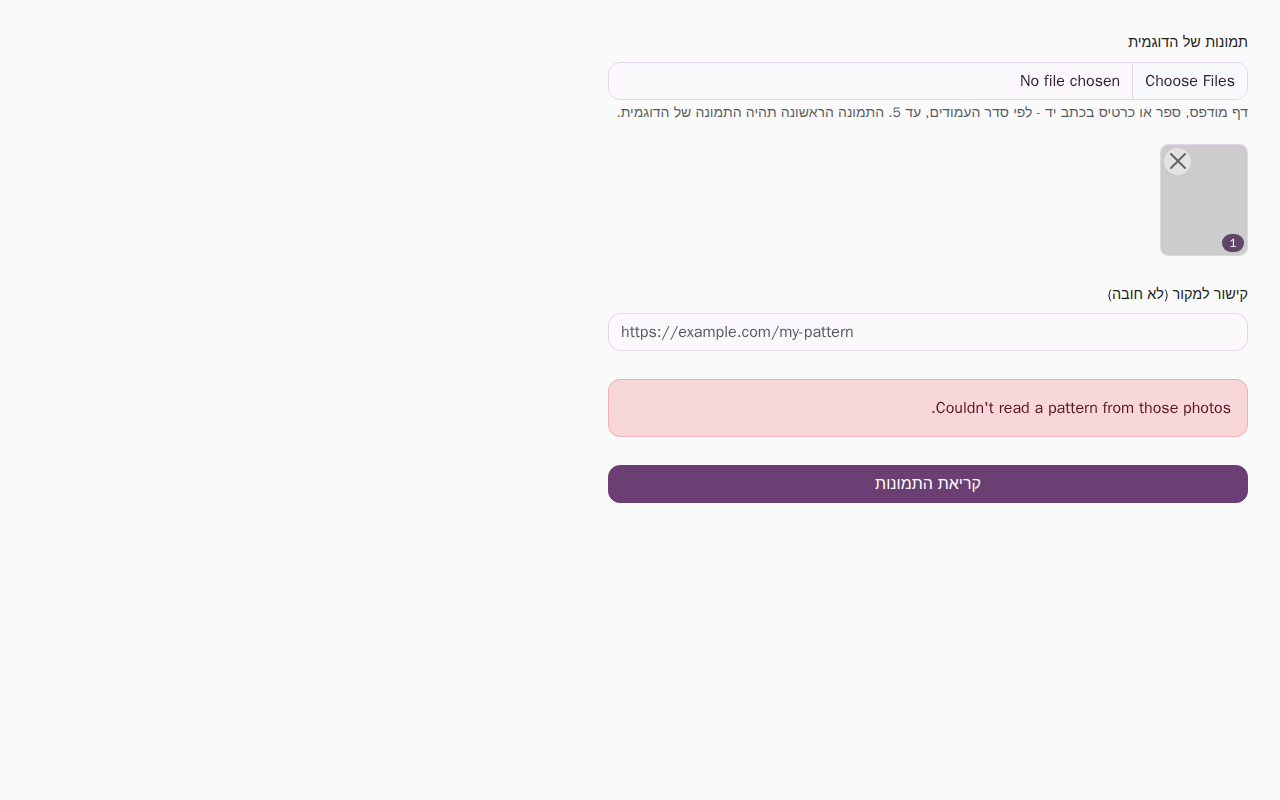 תמונות של הדוגמית
Choose Files No file chosen
דף מודפס, ספר או כרטיס בכתב יד - לפי סדר העמודים, עד 5. התמונה הראשונה תהיה התמונה של הדוגמית.
1
קישור למקור (לא חובה)
https://example.com/my-pattern
.Couldn't read a pattern from those photos
קריאת התמונות